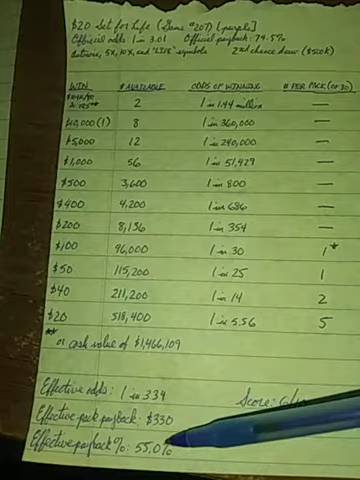 $20 Set for Life (Game #207) [purple]
Official odds: 1 in 3.01 Official payback: 74.5%
Autowin, 5X, 10X, and "LIFE" symbols 2nd chance draw ($500K)
WIN # AVAILABLE ODDS OF WINNING # PER PACK (OF 30)
2 1 in 1.44 million —
$10,000 (1) 8 1 in 360,000 —
$5,000 12 1 in 240,000 —
$1,000 56 1 in 51,429 —
$500 3,600 1 in 800 —
$400 4,200 1 in 686 —
$200 8,136 1 in 354 —
$100 96,000 1 in 30 1*
$50 115,200 1 in 25 1
$40 211,200 1 in 14 2
$20 518,400 1 in 5.56 5
** or cash value of $1,466,109
Effective odds: 1 in 3.34 Score:
Effective pack payback: $330
Effective payback %: 55.0%